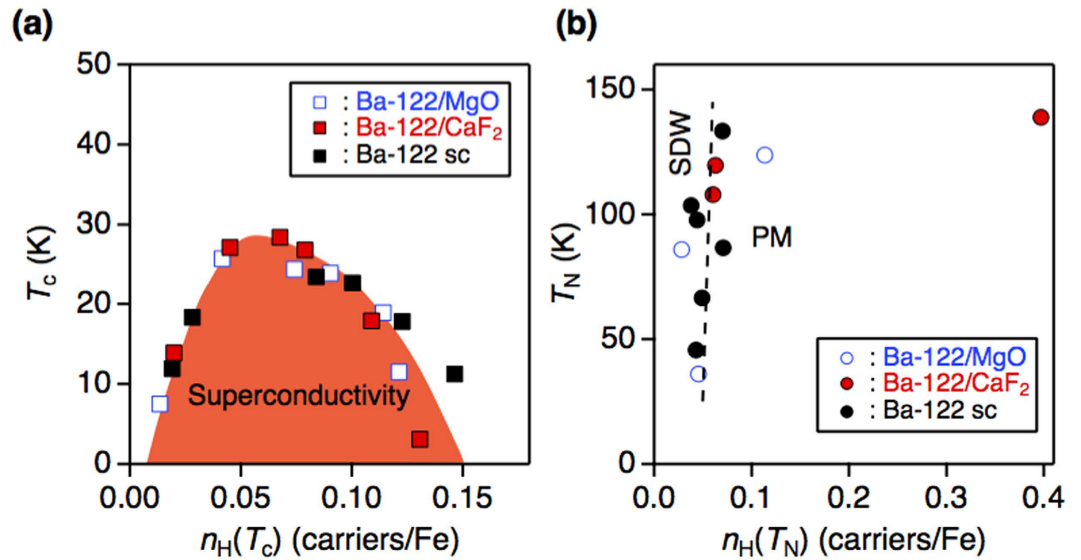 (a)
50
40
30
20
10
0
Tc (K)
: Ba-122/MgO
: Ba-122/CaF2
: Ba-122 sc
Superconductivity
0.00 0.05 0.10 0.15
nH(Tc) (carriers/Fe)
(b)
150
100
50
0
TN (K)
SDW
PM
: Ba-122/MgO
: Ba-122/CaF2
: Ba-122 sc
0.0 0.1 0.2 0.3 0.4
nH(TN) (carriers/Fe)